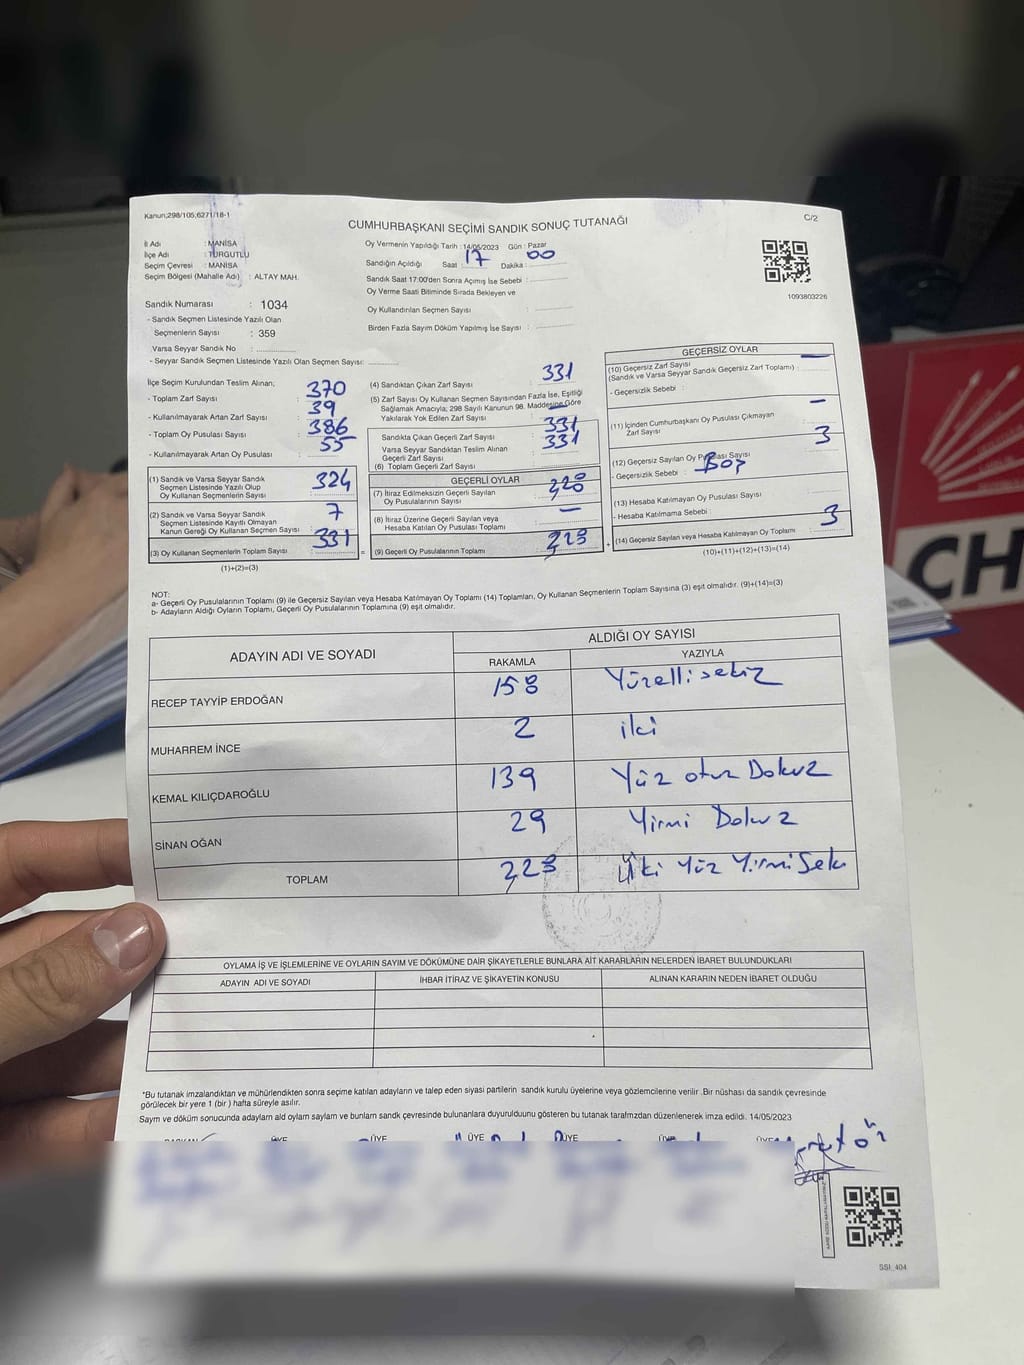 Kanun;298/105,6271/18-1
CUMHURBAŞKANI SEÇİMİ SANDIK SONUÇ TUTANAĞI
C/2
İl Adı : MANİSA
İlçe Adı : TURGUTLU
Seçim Çevresi : MANİSA
Seçim Bölgesi (Mahalle Adı) : ALTAY MAH.
Sandık Numarası : 1034
- Sandık Seçmen Listesinde Yazılı Olan
Seçmenlerin Sayısı : 359
Varsa Seyyar Sandık No :
- Seyyar Sandık Seçmen Listesinde Yazılı Olan Seçmen Sayısı:
Oy Vermenin Yapıldığı Tarih : 14/05/2023 Gün : Pazar
Sandığın Açıldığı Saat 17 Dakika : 00
Sandık Saat 17:00'den Sonra Açımış İse Sebebi :
Oy Verme Saati Bitiminde Sırada Bekleyen ve
Oy Kullandırılan Seçmen Sayısı :
Birden Fazla Sayım Döküm Yapılmış İse Sayısı :
1093803226
İlçe Seçim Kurulundan Teslim Alınan;
- Toplam Zarf Sayısı : 370
- Kullanılmayarak Artan Zarf Sayısı : 39
- Toplam Oy Pusulası Sayısı : 386
- Kullanılmayarak Artan Oy Pusulası : 55
(1) Sandık ve Varsa Seyyar Sandık
Seçmen Listesinde Yazılı Olup
Oy Kullanan Seçmenlerin Sayısı : 324
(2) Sandık ve Varsa Seyyar Sandık
Seçmen Listesinde Kayıtlı Olmayan
Kanun Gereği Oy Kullanan Seçmen Sayısı : 7
(3) Oy Kullanan Seçmenlerin Toplam Sayısı : 331
(1)+(2)=(3)
(4) Sandıktan Çıkan Zarf Sayısı : 331
(5) Zarf Sayısı Oy Kullanan Seçmen Sayısından Fazla İse, Eşitliği
Sağlamak Amacıyla; 298 Sayılı Kanunun 98. Maddesine Göre
Yakılarak Yok Edilen Zarf Sayısı : —
Sandıkta Çıkan Geçerli Zarf Sayısı : 331
Varsa Seyyar Sandıktan Teslim Alınan
Geçerli Zarf Sayısı :
(6) Toplam Geçerli Zarf Sayısı : 331
GEÇERLİ OYLAR
(7) İtiraz Edilmeksizin Geçerli Sayılan
Oy Pusulalarının Sayısı :
(8) İtiraz Üzerine Geçerli Sayılan veya
Hesaba Katılan Oy Pusulası Toplamı : —
(9) Geçerli Oy Pusulalarının Toplamı :
GEÇERSİZ OYLAR
(10) Geçersiz Zarf Sayısı
(Sandık ve Varsa Seyyar Sandık Geçersiz Zarf Toplamı) : —
- Geçersizlik Sebebi :
(11) İçinden Cumhurbaşkanı Oy Pusulası Çıkmayan
Zarf Sayısı : —
(12) Geçersiz Sayılan Oy Pusulası Sayısı : 3
- Geçersizlik Sebebi : Boş
(13) Hesaba Katılmayan Oy Pusulası Sayısı :
- Hesaba Katılmama Sebebi :
(14) Geçersiz Sayılan veya Hesaba Katılmayan Oy Toplamı : 3
(10)+(11)+(12)+(13)=(14)
NOT:
a- Geçerli Oy Pusulalarının Toplamı (9) ile Geçersiz Sayılan veya Hesaba Katılmayan Oy Toplamı (14) Toplamları, Oy Kullanan Seçmenlerin Toplam Sayısına (3) eşit olmalıdır. (9)+(14)=(3)
b- Adayların Aldığı Oyların Toplamı, Geçerli Oy Pusulalarının Toplamına (9) eşit olmalıdır.
ADAYIN ADI VE SOYADI ALDIĞI OY SAYISI
RAKAMLA YAZIYLA
RECEP TAYYİP ERDOĞAN 158 Yüzellisekiz
MUHARREM İNCE 2 iki
KEMAL KILIÇDAROĞLU 139 Yüz otuz Dokuz
SİNAN OĞAN 29 Yirmi Dokuz
TOPLAM İki Yüz Yirmi Sek
OYLAMA İŞ VE İŞLEMLERİNE VE OYLARIN SAYIM VE DÖKÜMÜNE DAİR ŞİKAYETLERLE BUNLARA AİT KARARLARIN NELERDEN İBARET BULUNDUKLARI
ADAYIN ADI VE SOYADI İHBAR İTİRAZ VE ŞİKAYETİN KONUSU ALINAN KARARIN NEDEN İBARET OLDUĞU
*Bu tutanak imzalandıktan ve mühürlendikten sonra seçime katılan adayların ve talep eden siyasi partilerin sandık kurulu üyelerine veya gözlemcilerine verilir .Bir nüshası da sandık çevresinde
görülecek bir yere 1 (bir ) hafta süreyle asılır.
Sayım ve döküm sonucunda adayların aldı oyların sayların ve bunların sandk çevresinde bulunanlara duyurulduunu gösteren bu tutanak tarafmzdan düzenlenerek imza edildi. 14/05/2023
ÜYE ÜYE ÜYE ÜYE ÜYE ÜYE
SSI_404
CH